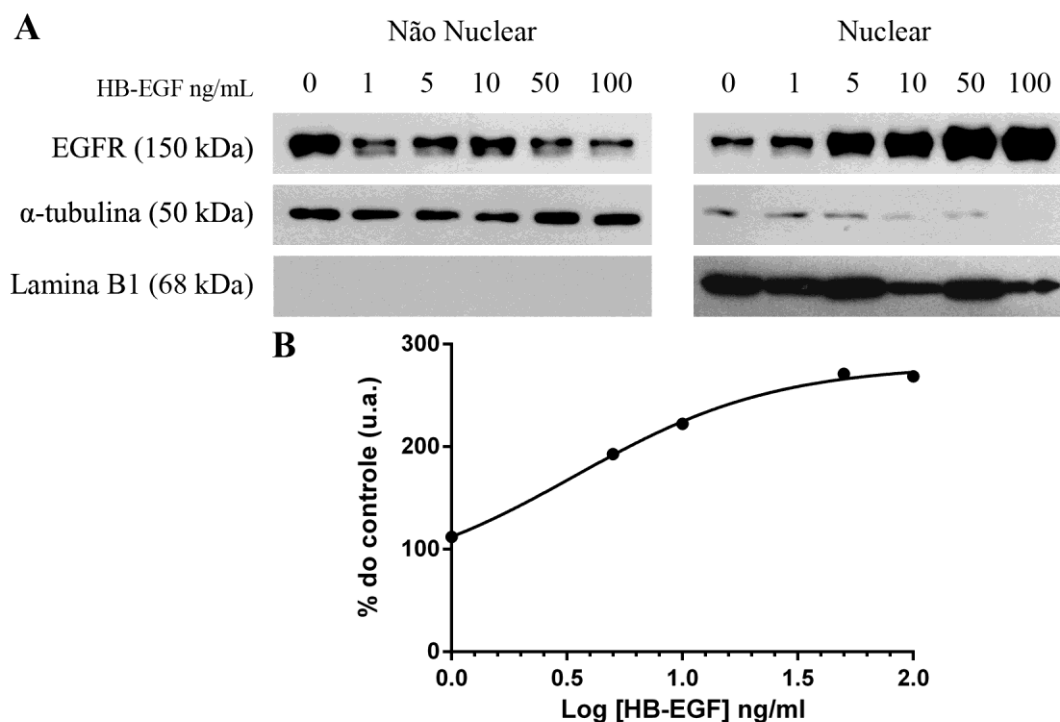 A
Não Nuclear Nuclear
HB-EGF ng/mL 0 1 5 10 50 100 0 1 5 10 50 100
EGFR (150 kDa)
α-tubulina (50 kDa)
Lamina B1 (68 kDa)
B
% do controle (u.a.)
300
200
100
0
0.0 0.5 1.0 1.5 2.0
Log [HB-EGF] ng/ml